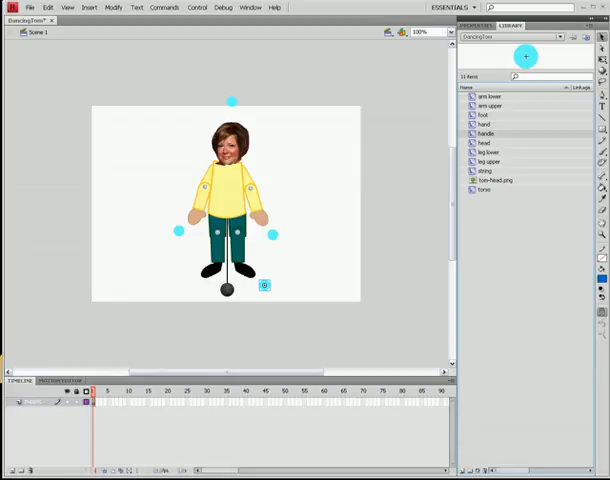 File Edit View Insert Modify Text Commands Control Debug Window Help
ESSENTIALS
DancingTom*
PROPERTIES LIBRARY
Scene 1
100%
DancingTom
11 items
Name Linkage
arm lower
arm upper
foot
hand
handle
head
leg lower
leg upper
string
tom-head.png
torso
TIMELINE MOTION EDITOR
1 5 10 15 20 25 30 35 40 45 50 55 60 65 70 75 80 85 90